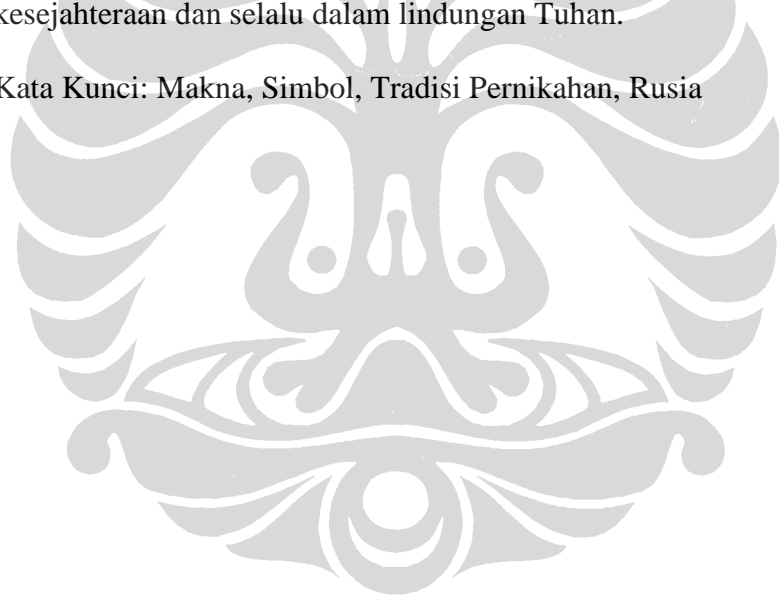 kesejahteraan dan selalu dalam lindungan Tuhan.
Kata Kunci: Makna, Simbol, Tradisi Pernikahan, Rusia